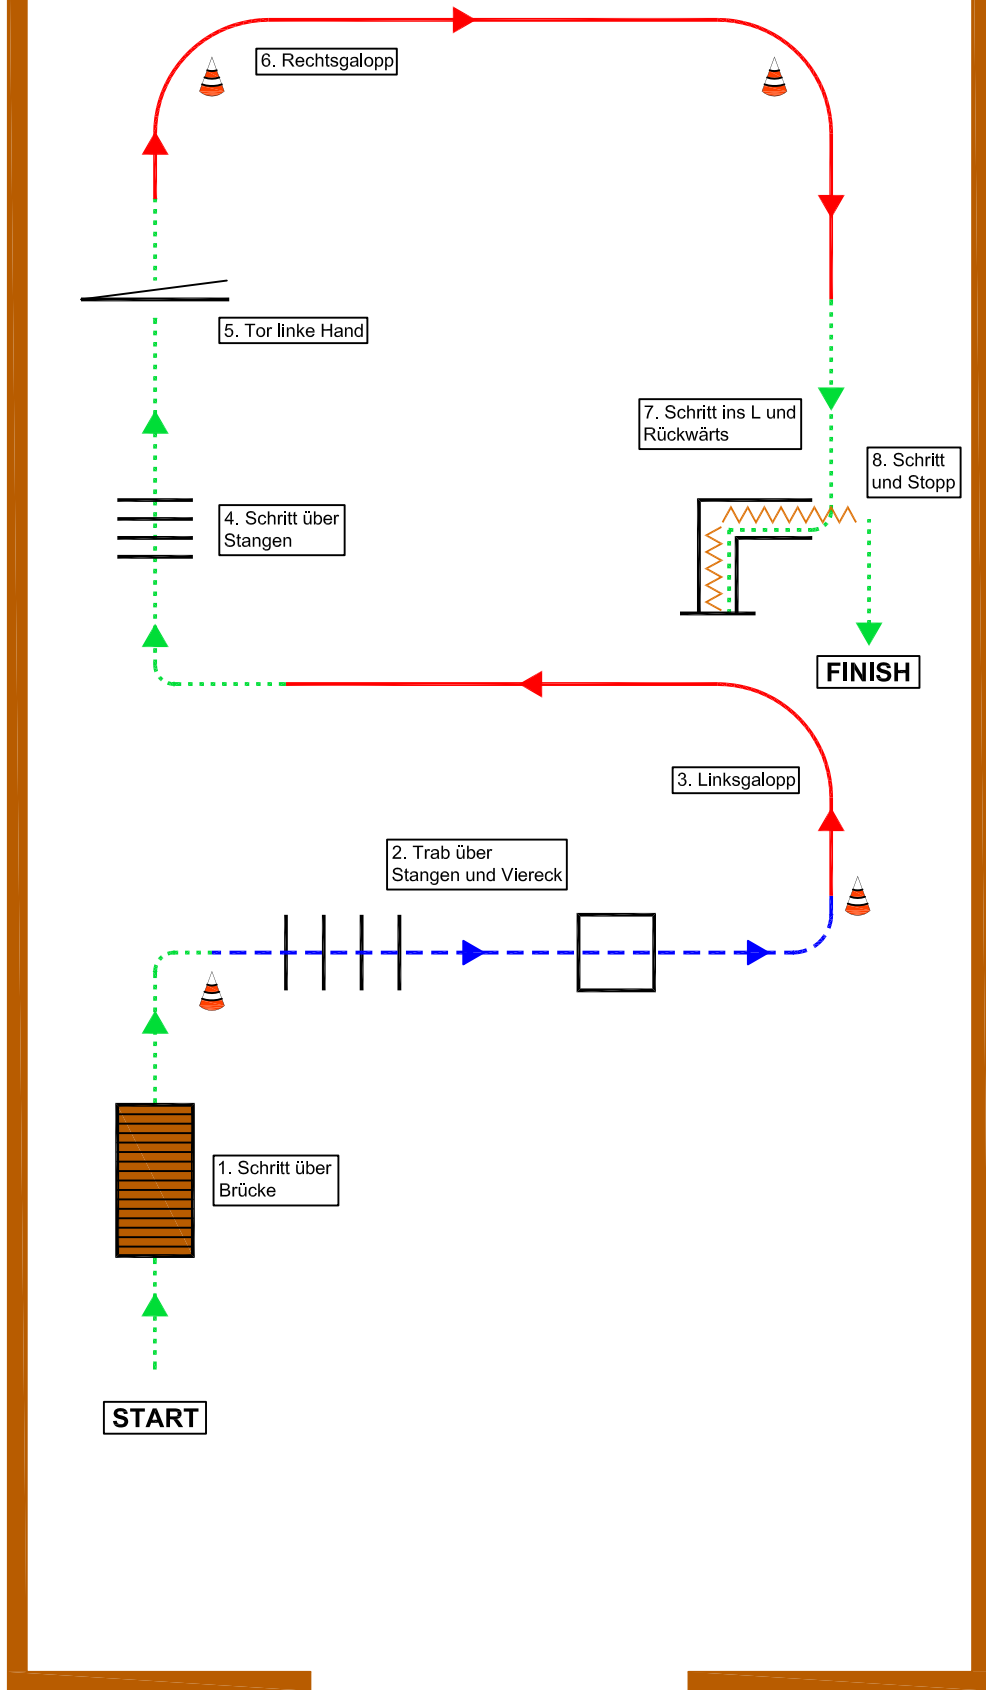 6. Rechtsgalopp
5. Tor linke Hand
7. Schritt ins L und
Rückwärts
8. Schritt
und Stopp
4. Schritt über
Stangen
FINISH
3. Linksgalopp
2. Trab über
Stangen und Viereck
1. Schritt über
Brücke
START